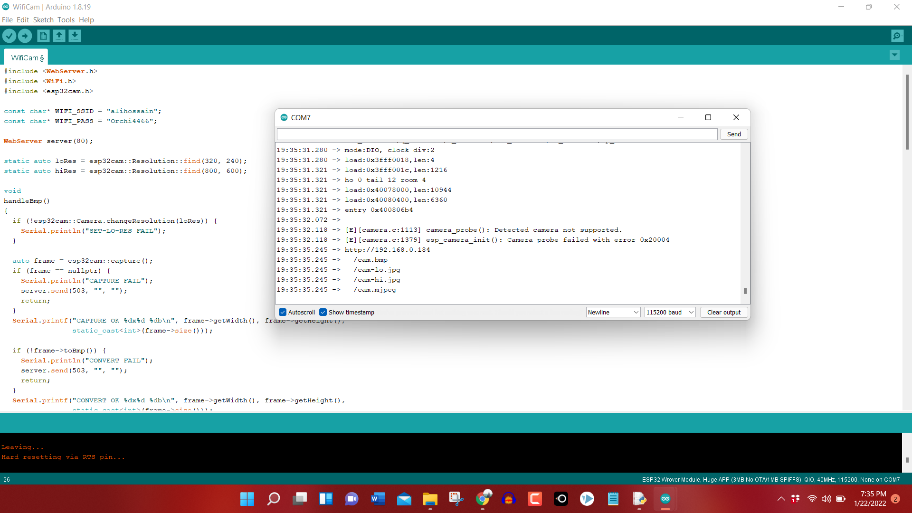 WifiCam | Arduino 1.8.19
File Edit Sketch Tools Help
WifiCam §
#include <WebServer.h>
#include <WiFi.h>
#include <esp32cam.h>
const char* WIFI_SSID = "alihossain";
const char* WIFI_PASS = "Orchi4466";
WebServer server(80);
static auto loRes = esp32cam::Resolution::find(320, 240);
static auto hiRes = esp32cam::Resolution::find(800, 600);
void
handleBmp()
{
if (!esp32cam::Camera.changeResolution(loRes)) {
Serial.println("SET-LO-RES FAIL");
}
auto frame = esp32cam::capture();
if (frame == nullptr) {
Serial.println("CAPTURE FAIL");
server.send(503, "", "");
return;
}
Serial.printf("CAPTURE OK %dx%d %db\n", frame->getWidth(), frame->getHeight(),
static_cast<int>(frame->size()));
if (!frame->toBmp()) {
Serial.println("CONVERT FAIL");
server.send(503, "", "");
return;
}
Serial.printf("CONVERT OK %dx%d %db\n", frame->getWidth(), frame->getHeight(),
static_cast<int>(frame->size()));
COM7
Send
19:35:31.280 -> mode:DIO, clock div:2
19:35:31.280 -> load:0x3fff0018,len:4
19:35:31.321 -> load:0x3fff001c,len:1216
19:35:31.321 -> ho 0 tail 12 room 4
19:35:31.321 -> load:0x40078000,len:10944
19:35:31.321 -> load:0x40080400,len:6360
19:35:31.321 -> entry 0x400806b4
19:35:32.072 ->
19:35:32.118 -> [E][camera.c:1113] camera_probe(): Detected camera not supported.
19:35:32.118 -> [E][camera.c:1379] esp_camera_init(): Camera probe failed with error 0x20004
19:35:35.245 -> http://192.168.0.184
19:35:35.245 -> /cam.bmp
19:35:35.245 -> /cam-lo.jpg
19:35:35.245 -> /cam-hi.jpg
19:35:35.245 -> /cam.mjpeg
Autoscroll Show timestamp Newline 115200 baud Clear output
Leaving...
Hard resetting via RTS pin...
26 ESP32 Wrover Module, Huge APP (3MB No OTA/1MB SPIFFS), QIO, 40MHz, 115200, None on COM7
7:35 PM
1/22/2022
2